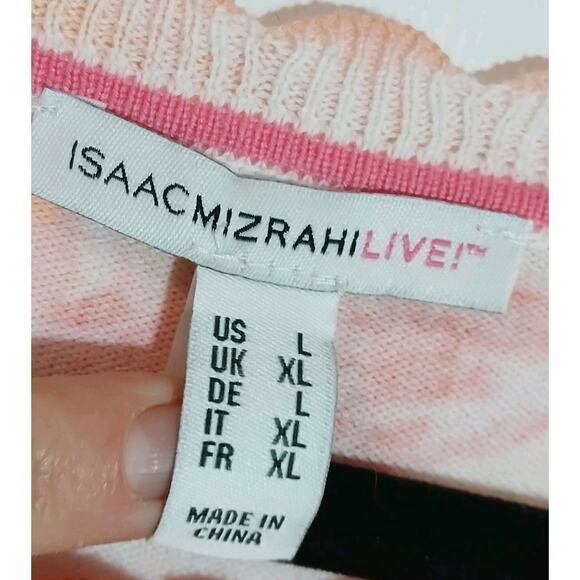 ISAACMIZRAHILIVE!™
US L
UK XL
DE L
IT XL
FR XL
MADE IN
CHINA